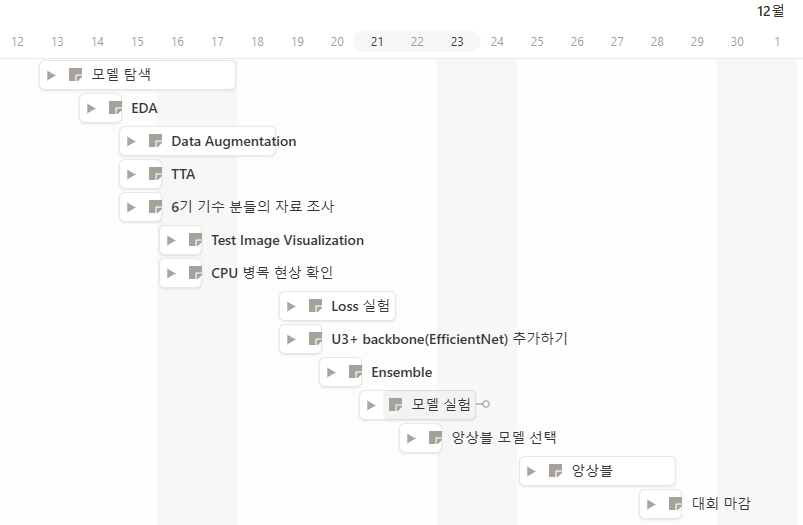 12월
12 13 14 15 16 17 18 19 20 21 22 23 24 25 26 27 28 29 30 1
모델 탐색
EDA
Data Augmentation
TTA
6기 기수 분들의 자료 조사
Test Image Visualization
CPU 병목 현상 확인
Loss 실험
U3+ backbone(EfficientNet) 추가하기
Ensemble
모델 실험
앙상블 모델 선택
앙상블
대회 마감